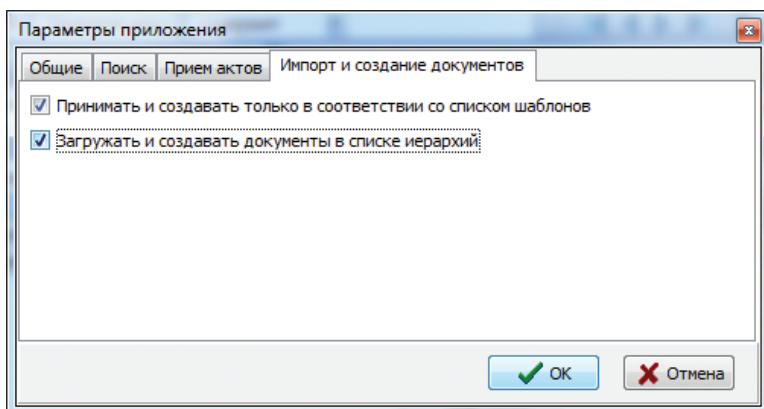 Параметры приложения
Общие Поиск Прием актов Импорт и создание документов
Принимать и создавать только в соответствии со списком шаблонов
Загружать и создавать документы в списке иерархий
OK Отмена